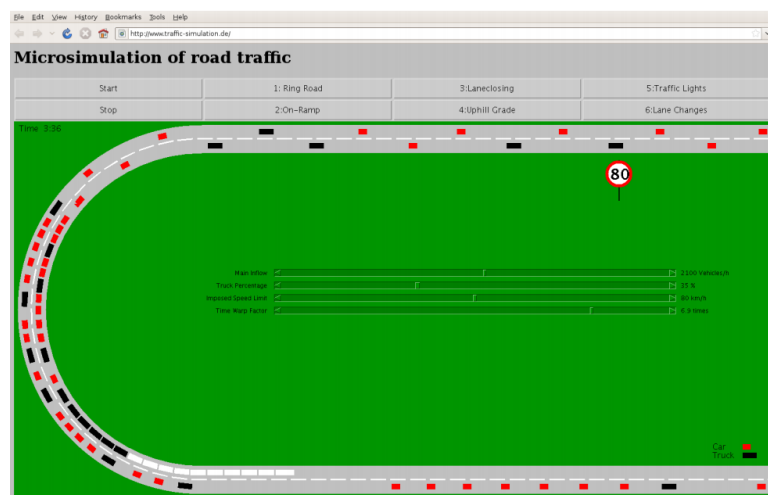 File Edit View History Bookmarks Tools Help
http://www.traffic-simulation.de/
Microsimulation of road traffic
Start 1: Ring Road 3:Laneclosing 5:Traffic Lights
Stop 2:On-Ramp 4:Uphill Grade 6:Lane Changes
Time 3:36
80
Main Inflow 2200 Vehicles/h
Truck Percentage 15 %
Imposed Speed Limit 80 km/h
Time Warp Factor 6.9 times
Car
Truck